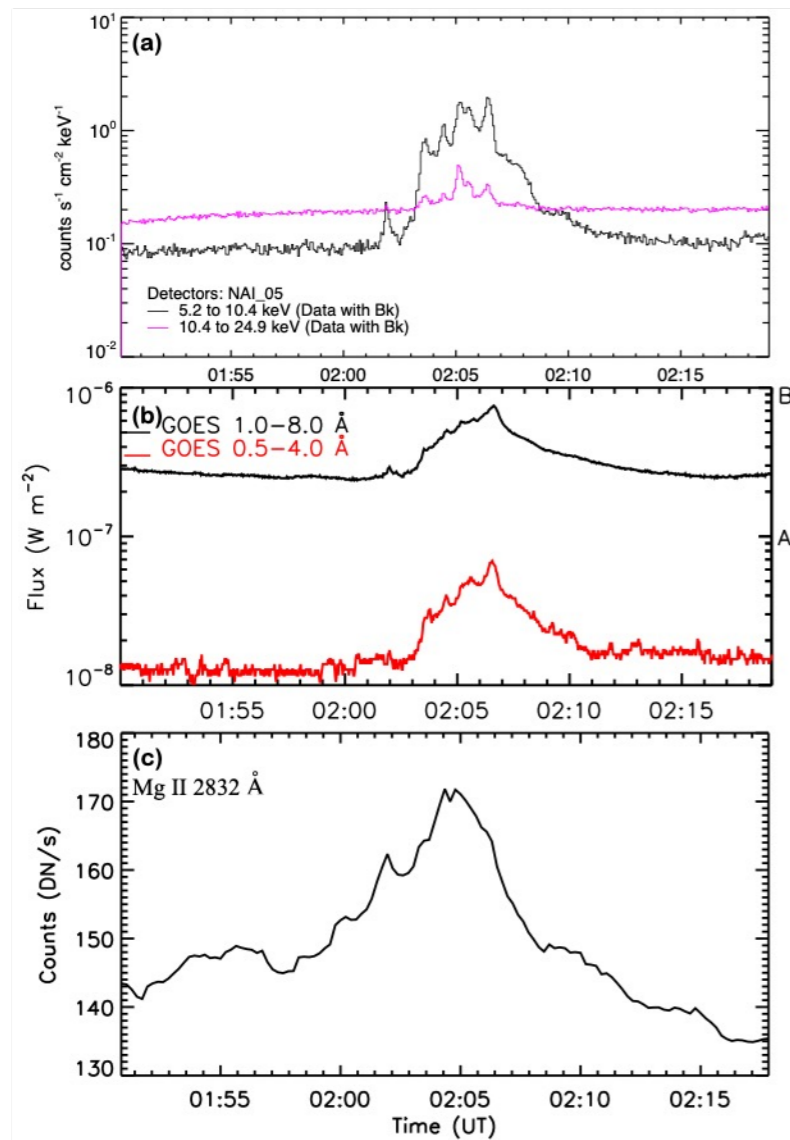 (a)
10¹
10⁰
10⁻¹
10⁻²
counts s⁻¹ cm⁻² keV⁻¹
Detectors: NAI_05
5.2 to 10.4 keV (Data with Bk)
10.4 to 24.9 keV (Data with Bk)
01:55 02:00 02:05 02:10 02:15
(b)
GOES 1.0–8.0 Å
GOES 0.5–4.0 Å
10⁻⁶
10⁻⁷
10⁻⁸
Flux (W m⁻²)
B
A
01:55 02:00 02:05 02:10 02:15
(c)
Mg II 2832 Å
180
170
160
150
140
130
Counts (DN/s)
01:55 02:00 02:05 02:10 02:15
Time (UT)